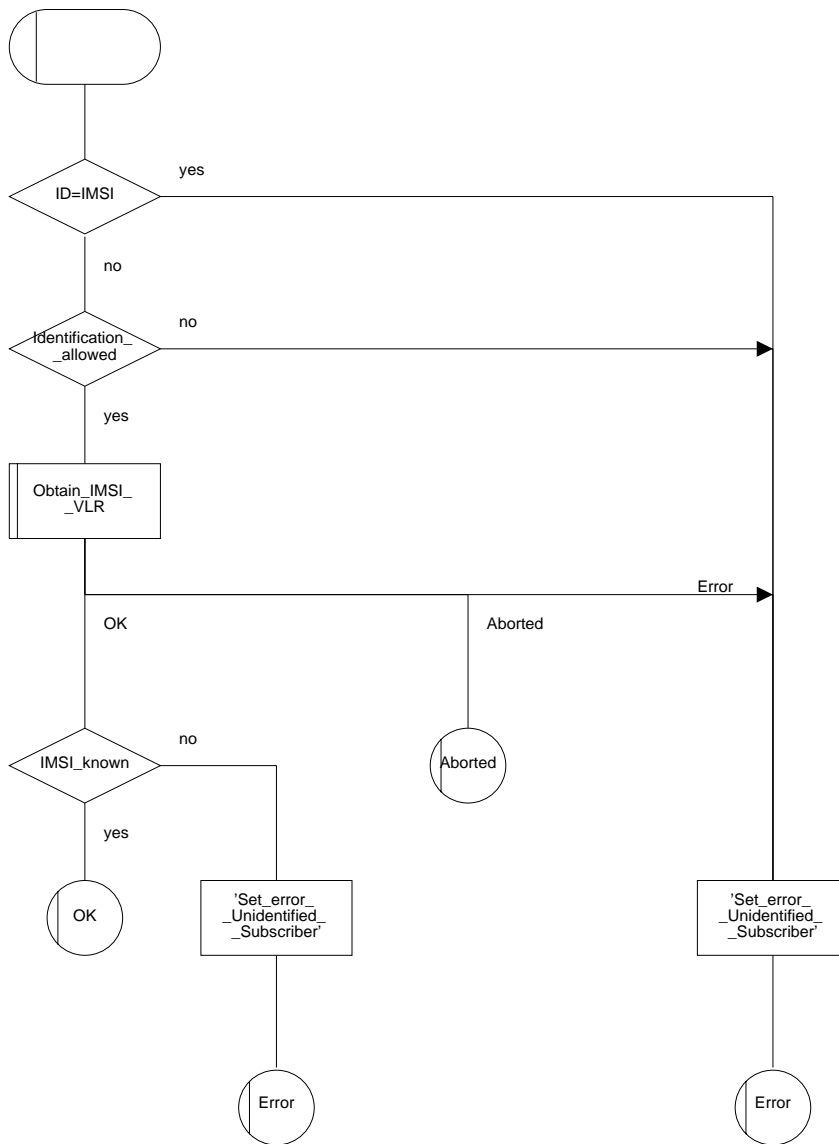 yes
ID=IMSI
no
Identification_
_allowed
no
yes
Obtain_IMSI_
_VLR
Error
OK
Aborted
IMSI_known
no
Aborted
yes
OK
'Set_error_
_Unidentified_
_Subscriber'
'Set_error_
_Unidentified_
_Subscriber'
Error
Error